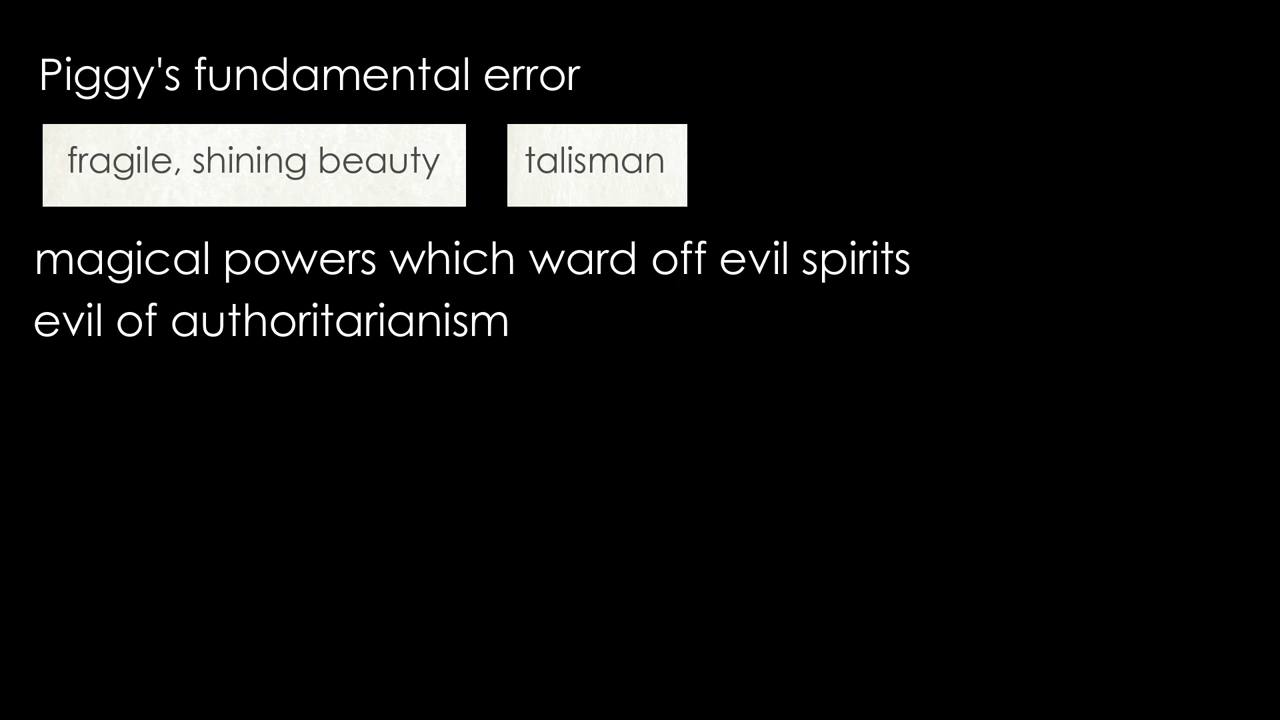 Piggy's fundamental error
fragile, shining beauty talisman
magical powers which ward off evil spirits
evil of authoritarianism